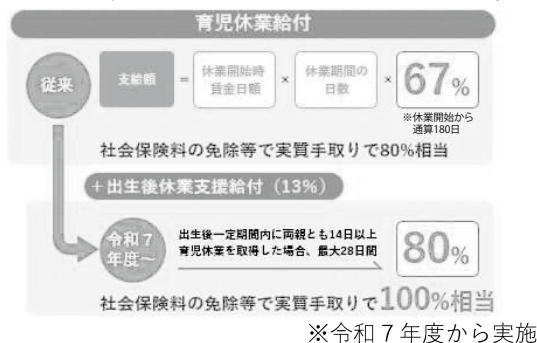 育児休業給付
従来
支給額 = 休業開始時賃金日額 × 休業期間の日数 × 67%
※休業開始から
通算180日
社会保険料の免除等で実質手取りで80%相当
+出生後休業支援給付（13%）
令和７
年度～
出生後一定期間内に両親とも14日以上
育児休業を取得した場合、最大28日間
80%
社会保険料の免除等で実質手取りで100%相当
※令和７年度から実施